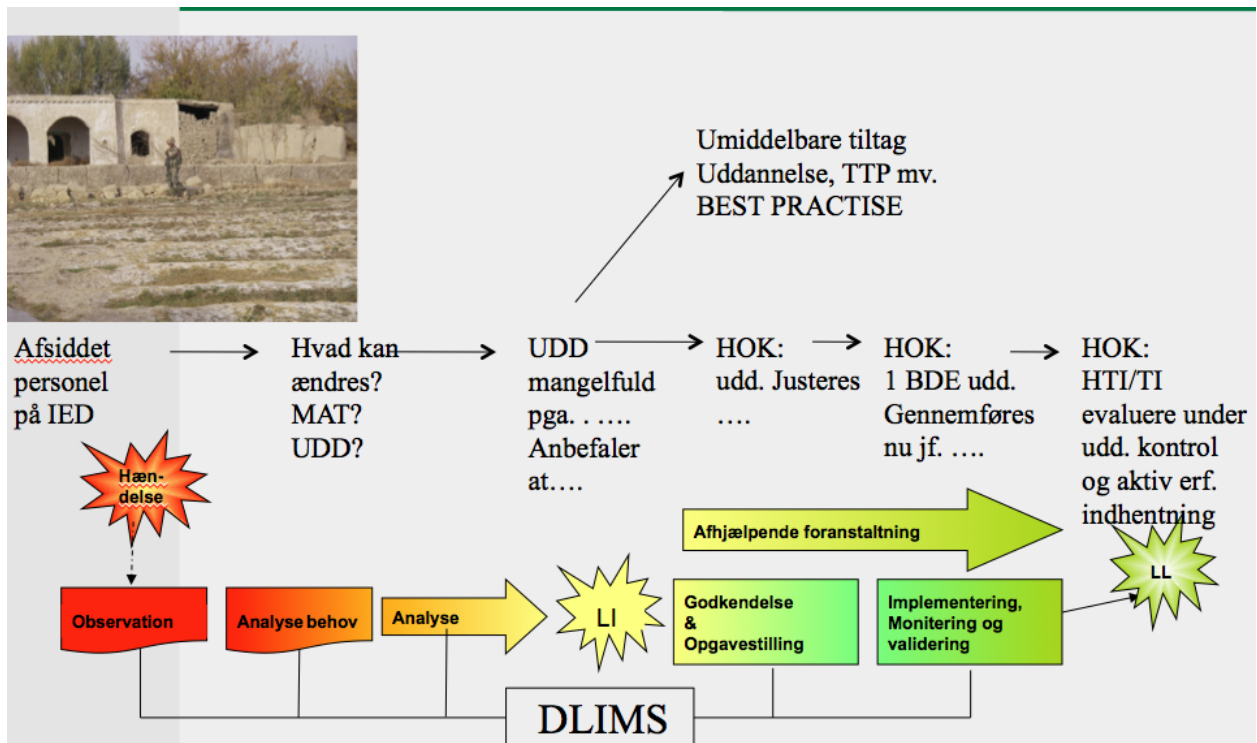 Umiddelbare tiltag
Uddannelse, TTP mv.
BEST PRACTISE
Afsiddet
personel
på IED
Hvad kan
ændres?
MAT?
UDD?
UDD
mangelfuld
pga. . ….
Anbefaler
at….
HOK:
udd. Justeres
….
HOK:
1 BDE udd.
Gennemføres
nu jf. ….
HOK:
HTI/TI
evaluere under
udd. kontrol
og aktiv erf.
indhentning
Hæn-
delse
Afhjælpende foranstaltning
LL
Observation
Analyse behov
Analyse
LI
Godkendelse
&
Opgavestilling
Implementering,
Monitering og
validering
DLIMS